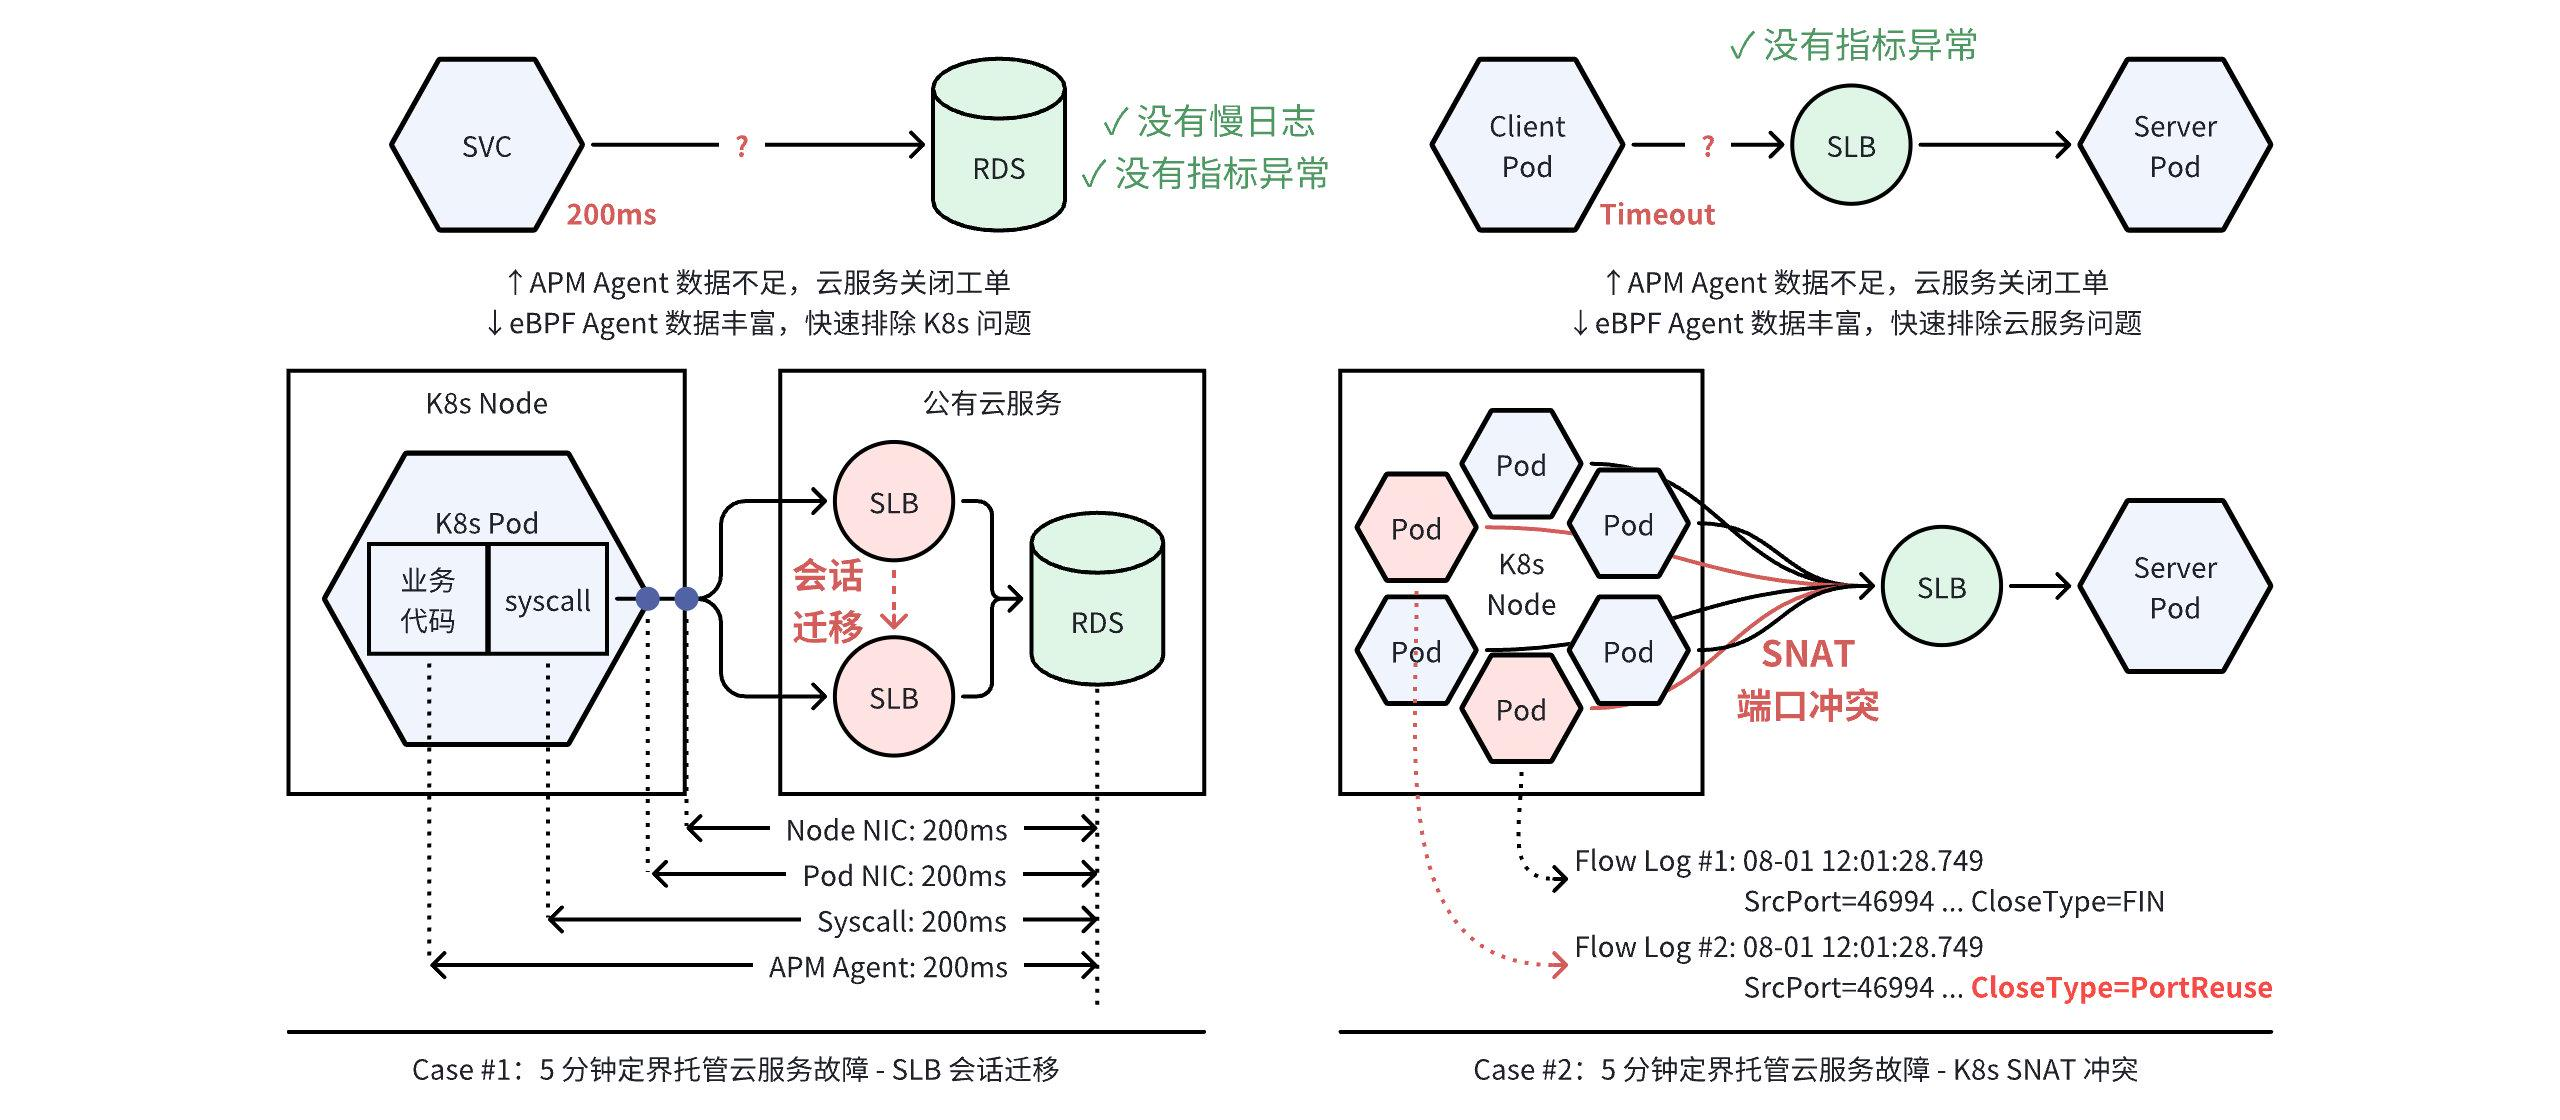 SVC
?
200ms
RDS
✓ 没有慢日志
✓ 没有指标异常
↑ APM Agent 数据不足，云服务关闭工单
↓ eBPF Agent 数据丰富，快速排除 K8s 问题
K8s Node
K8s Pod
业务
代码
syscall
公有云服务
SLB
会话
迁移
SLB
RDS
Node NIC: 200ms
Pod NIC: 200ms
Syscall: 200ms
APM Agent: 200ms
Case #1：5 分钟定界托管云服务故障 - SLB 会话迁移
✓ 没有指标异常
Client
Pod
?
Timeout
SLB
Server
Pod
↑ APM Agent 数据不足，云服务关闭工单
↓ eBPF Agent 数据丰富，快速排除云服务问题
Pod
Pod
Pod
K8s
Node
Pod
Pod
Pod
SNAT
端口冲突
SLB
Server
Pod
Flow Log #1: 08-01 12:01:28.749
SrcPort=46994 ... CloseType=FIN
Flow Log #2: 08-01 12:01:28.749
SrcPort=46994 ... CloseType=PortReuse
Case #2：5 分钟定界托管云服务故障 - K8s SNAT 冲突